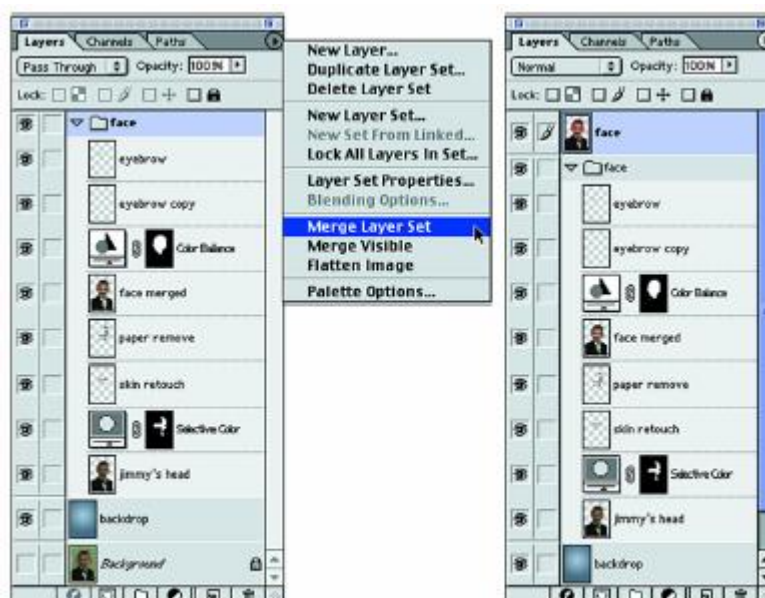 Layers Channels Paths
Pass Through Opacity: 100%
Lock:
face
eyebrow
eyebrow copy
Color Balance
face merged
paper remove
skin retouch
Selective Color
jimmy's head
backdrop
Background
New Layer...
Duplicate Layer Set...
Delete Layer Set
New Layer Set...
New Set From Linked...
Lock All Layers In Set...
Layer Set Properties...
Blending Options...
Merge Layer Set
Merge Visible
Flatten Image
Palette Options...
Layers Channels Paths
Normal Opacity: 100%
Lock:
face
face
eyebrow
eyebrow copy
Color Balance
face merged
paper remove
skin retouch
Selective Color
jimmy's head
backdrop